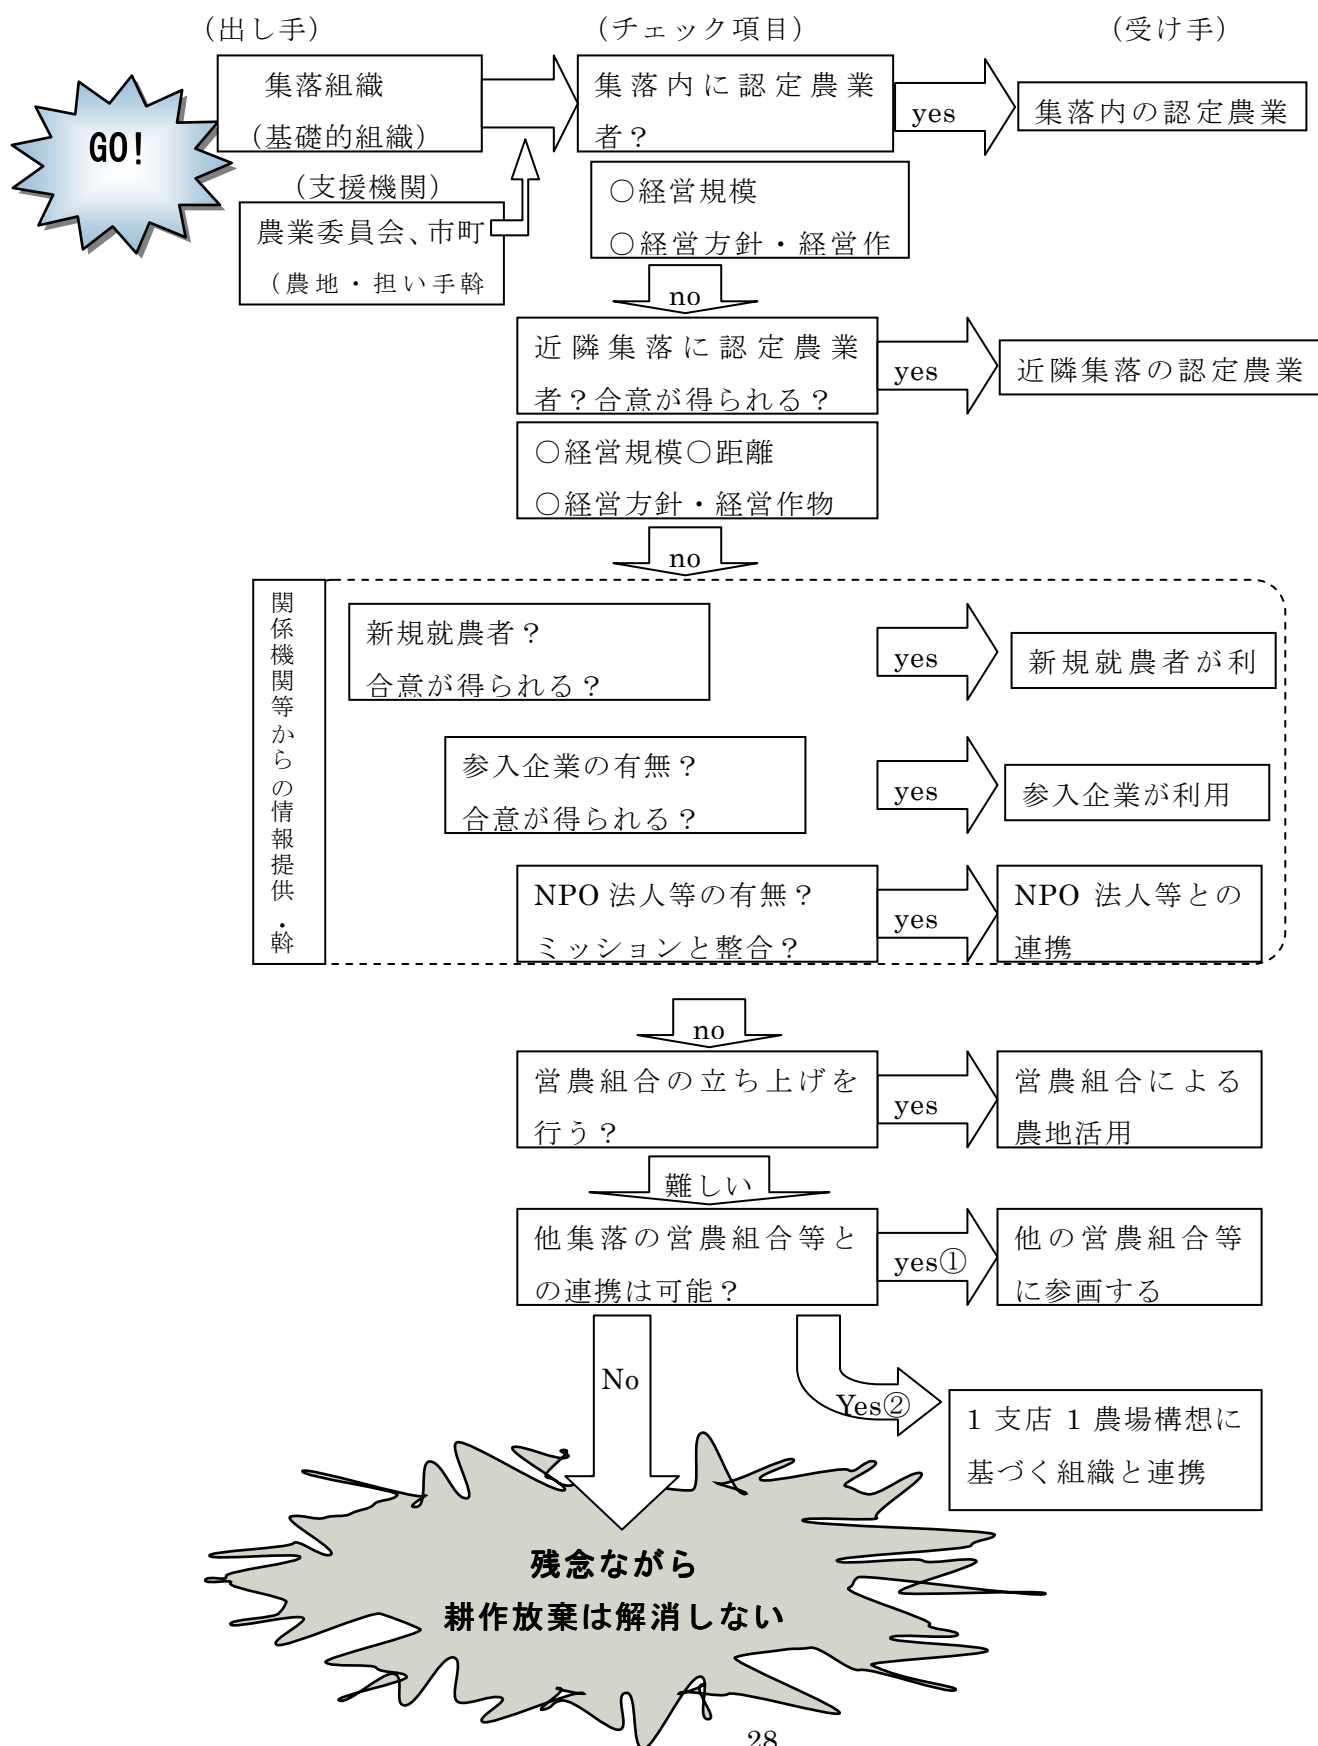 (出し手)
(チェック項目)
(受け手)
GO!
集落組織
(基礎的組織)
集落内に認定農業
者？
yes
集落内の認定農業
(支援機関)
農業委員会、市町
(農地・担い手斡
○経営規模
○経営方針・経営作
no
近隣集落に認定農業
者？合意が得られる？
yes
近隣集落の認定農業
○経営規模○距離
○経営方針・経営作物
no
関係機関等からの情報提供・斡
新規就農者？
合意が得られる？
yes
新規就農者が利
参入企業の有無？
合意が得られる？
yes
参入企業が利用
NPO 法人等の有無？
ミッションと整合？
yes
NPO 法人等との
連携
no
営農組合の立ち上げを
行う？
yes
営農組合による
農地活用
難しい
他集落の営農組合等と
の連携は可能？
yes①
他の営農組合等
に参画する
No
Yes②
1 支店 1 農場構想に
基づく組織と連携
残念ながら
耕作放棄は解消しない
28